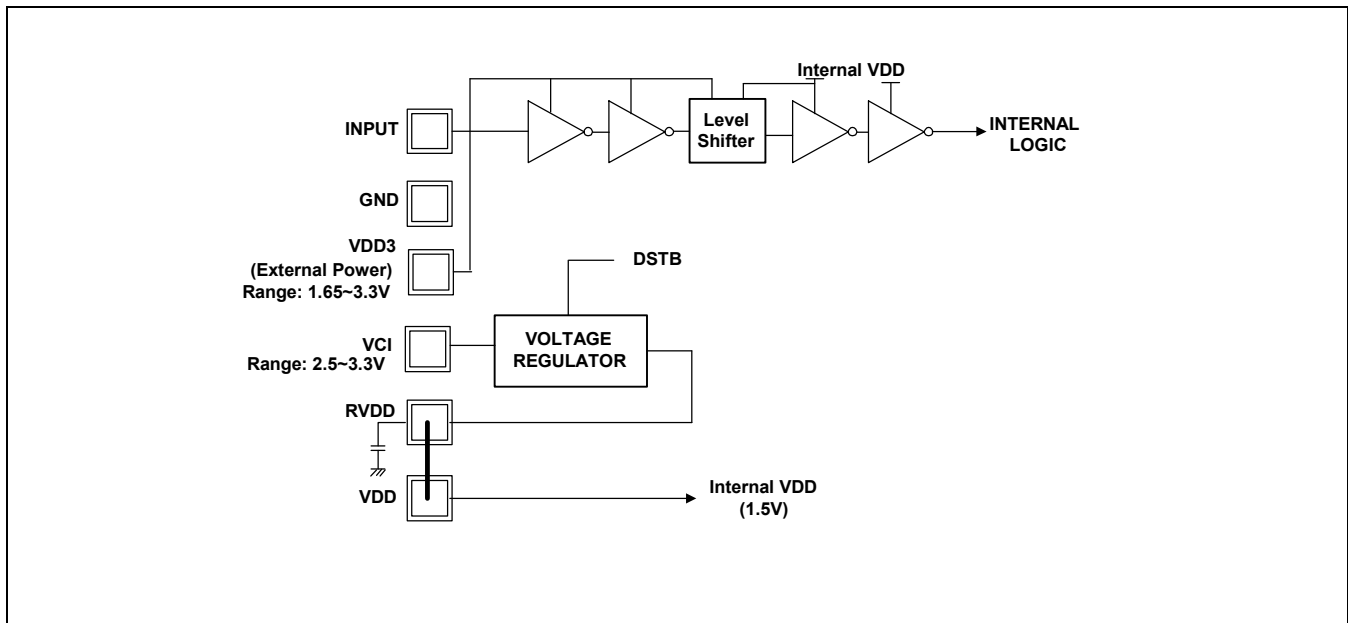 Internal VDD
INPUT
Level
Shifter
INTERNAL
LOGIC
GND
VDD3
(External Power)
Range: 1.65~3.3V
DSTB
VCI
Range: 2.5~3.3V
VOLTAGE
REGULATOR
RVDD
VDD
Internal VDD
(1.5V)